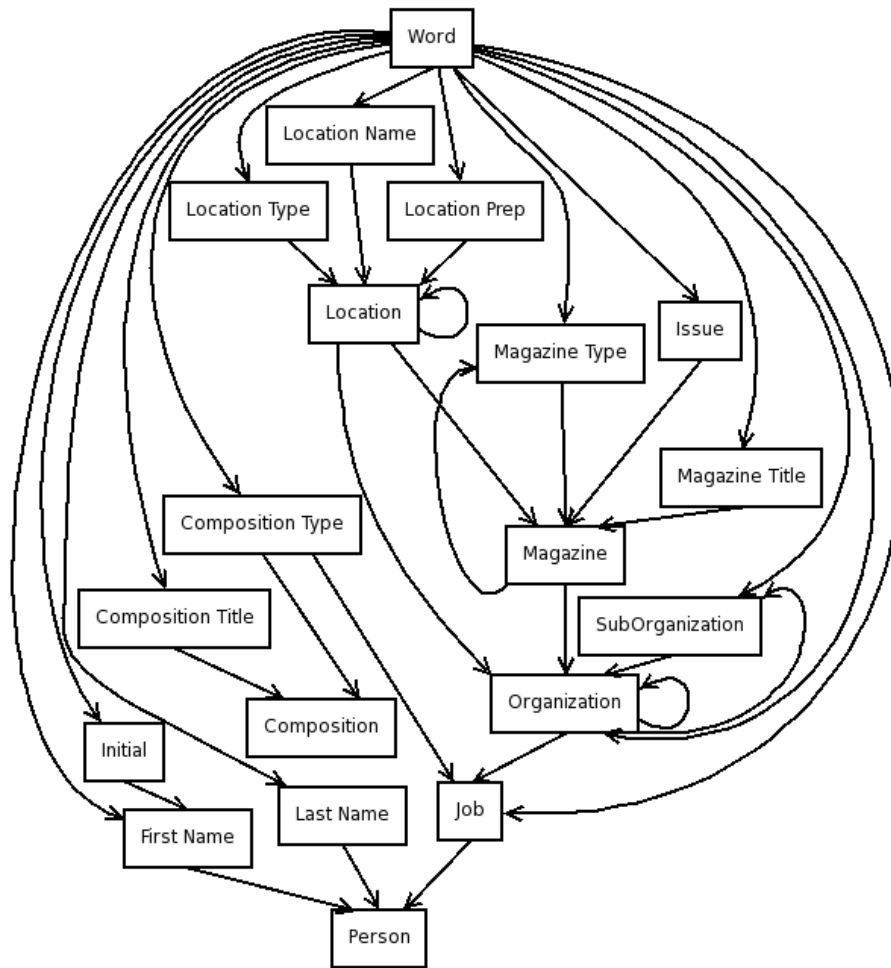 Word
Location Name
Location Type
Location Prep
Location
Issue
Magazine Type
Magazine Title
Composition Type
Magazine
Composition Title
SubOrganization
Organization
Composition
Initial
Last Name
Job
First Name
Person